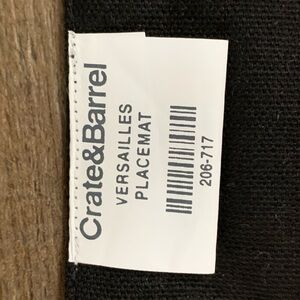 Crate&Barrel
VERSAILLES
PLACEMAT
206-717